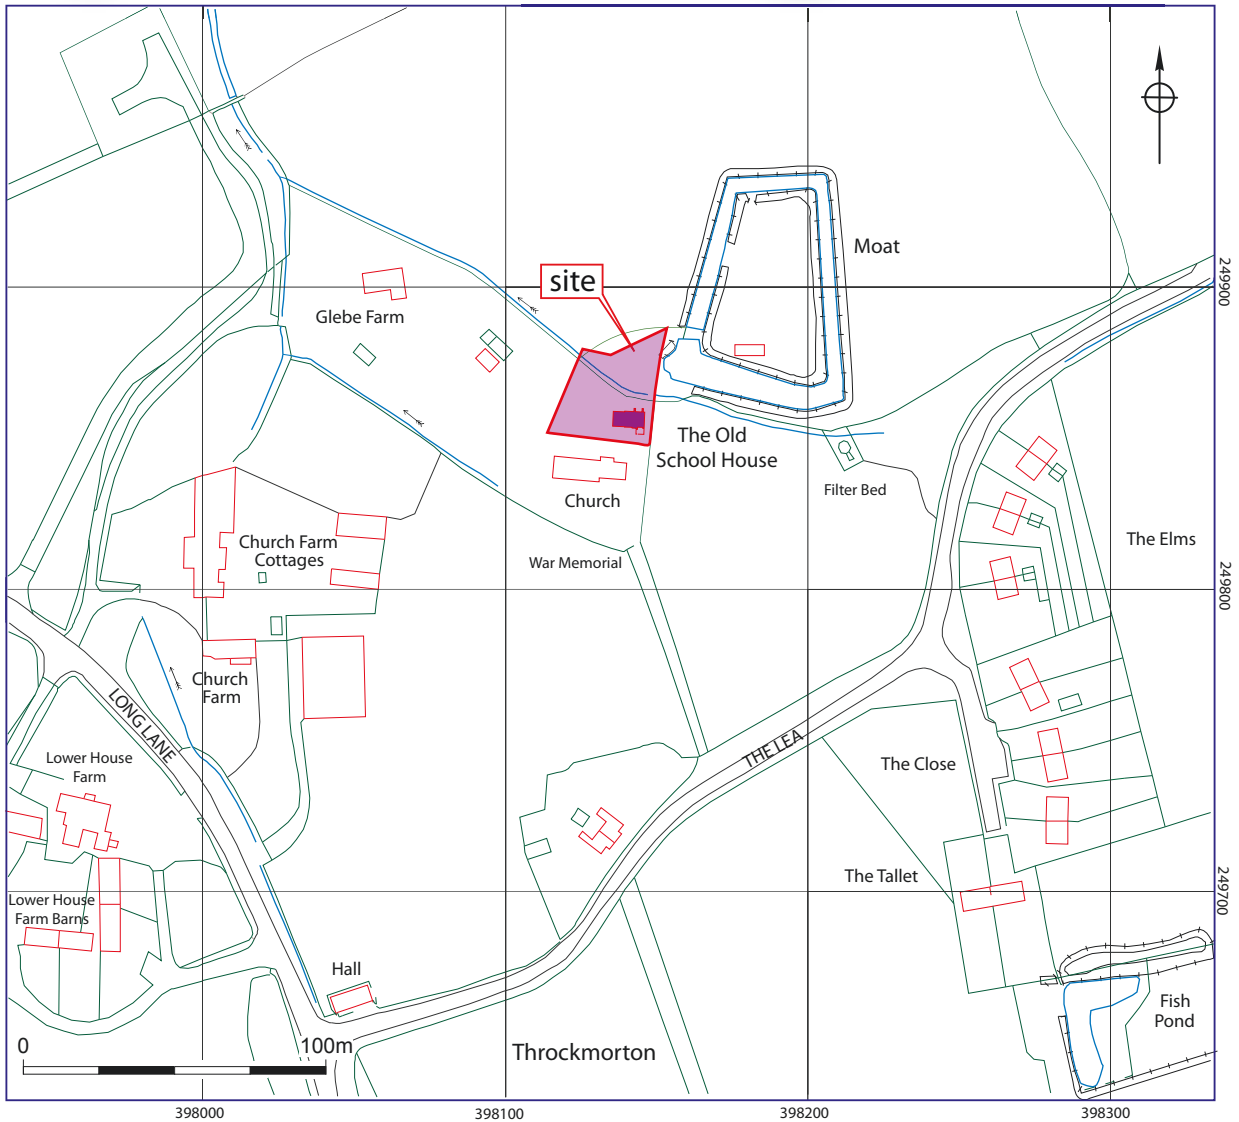 Moat
site
249900
Glebe Farm
The Old
School House
Church
Filter Bed
Church Farm
Cottages
War Memorial
The Elms
249800
Church
Farm
LONG LANE
THE LEA
Lower House
Farm
The Close
The Tallet
249700
Lower House
Farm Barns
Hall
Fish
Pond
0
100m
Throckmorton
398000
398100
398200
398300